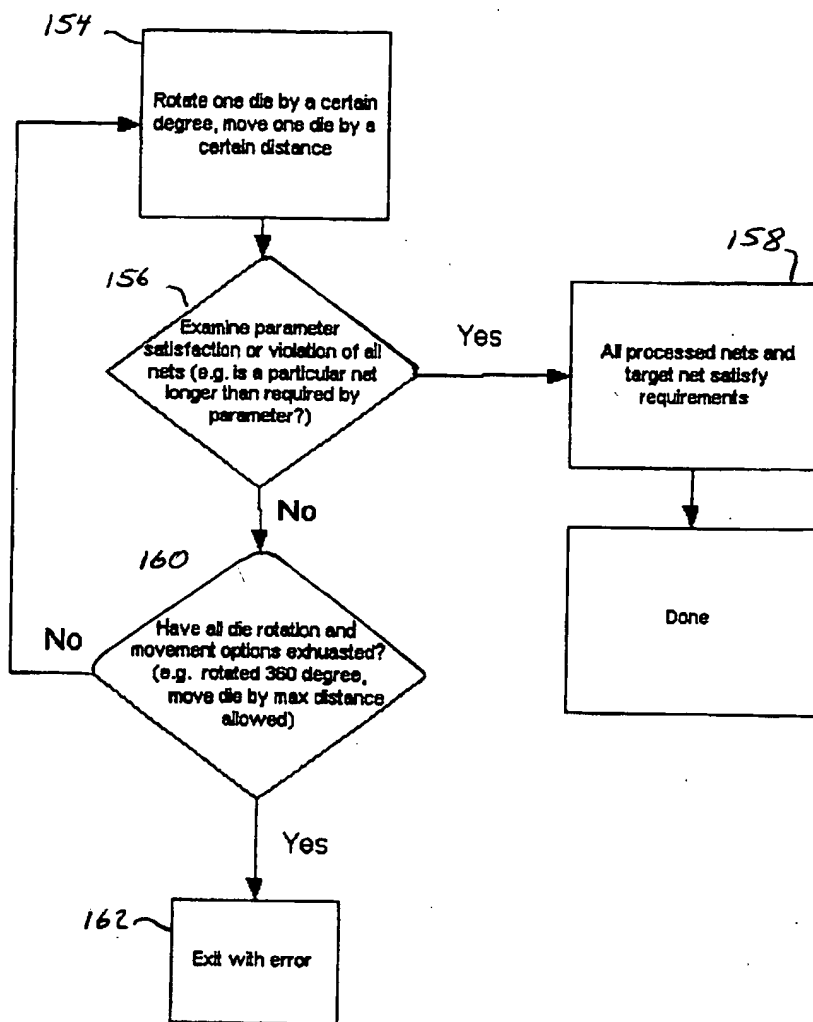 154
Rotate one die by a certain
degree, move one die by a
certain distance
156
Examine parameter
satisfaction or violation of all
nets (e.g. is a particular net
longer than required by
parameter?)
Yes
158
All processed nets and
target net satisfy
requirements
No
Done
160
Have all die rotation and
movement options exhuasted?
(e.g. rotated 360 degree,
move die by max distance
allowed)
No
Yes
162
Exit with error